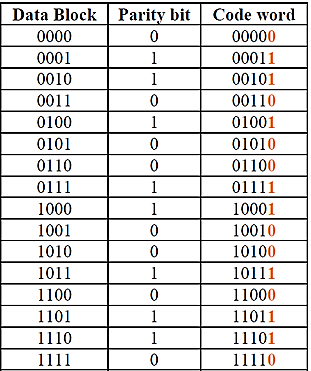 Data Block Parity bit Code word
0000 0 00000
0001 1 00011
0010 1 00101
0011 0 00110
0100 1 01001
0101 0 01010
0110 0 01100
0111 1 01111
1000 1 10001
1001 0 10010
1010 0 10100
1011 1 10111
1100 0 11000
1101 1 11011
1110 1 11101
1111 0 11110